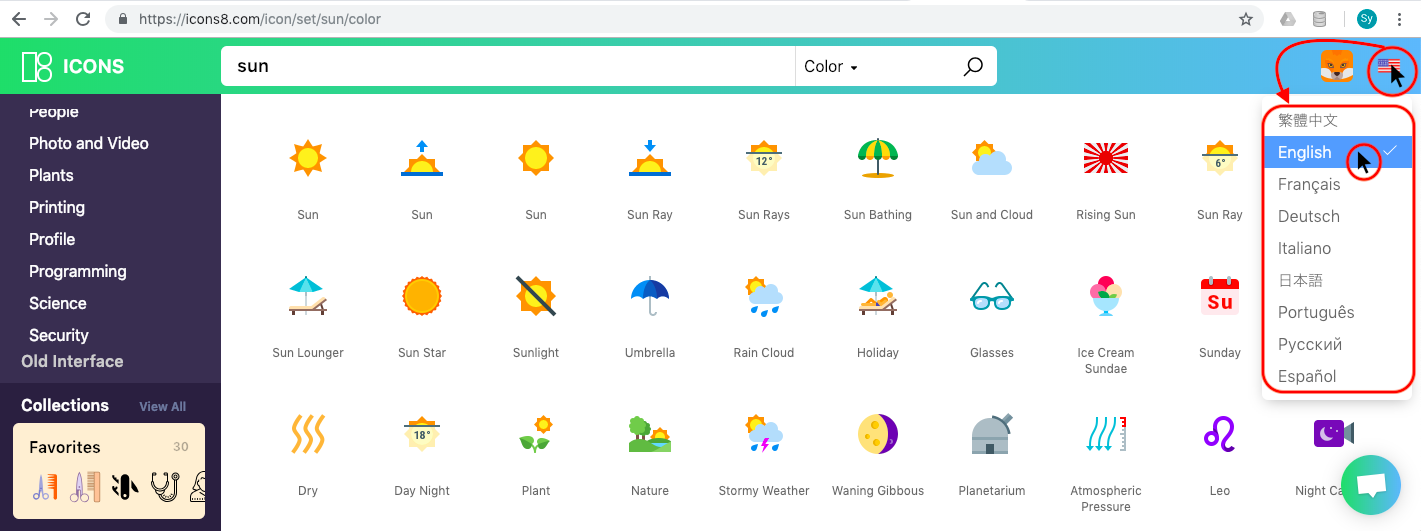 https://icons8.com/icon/set/sun/color
Sy
ICONS
sun
Color
People
Photo and Video
Plants
Printing
Profile
Programming
Science
Security
Old Interface
Collections View All
Favorites 30
12°
6°
Sun Sun Sun Sun Ray Sun Rays Sun Bathing Sun and Cloud Rising Sun Sun Ray
Su
Sun Lounger Sun Star Sunlight Umbrella Rain Cloud Holiday Glasses Ice Cream Sundae Sunday
18°
Dry Day Night Plant Nature Stormy Weather Waning Gibbous Planetarium Atmospheric Pressure Leo Night
繁體中文
English
Français
Deutsch
Italiano
日本語
Português
Русский
Español